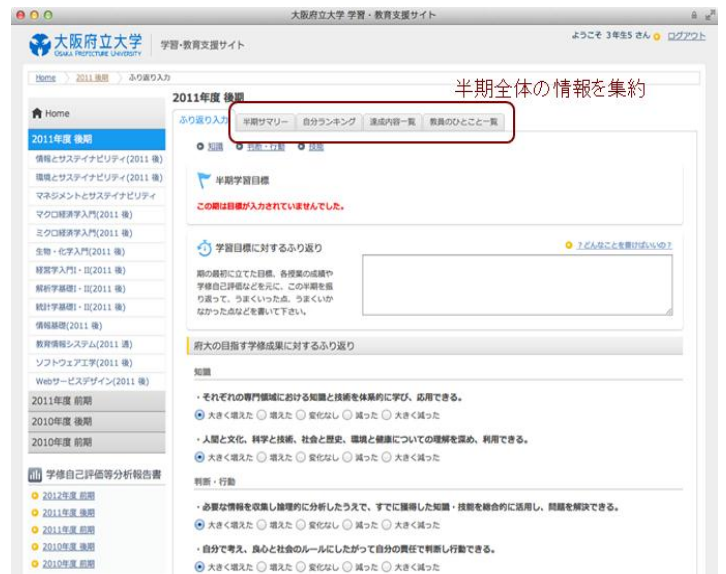 大阪府立大学 学習・教育支援サイト
大阪府立大学
OSAKA PREFECTURE UNIVERSITY
学習・教育支援サイト
ようこそ 3年生5 さん ログアウト
Home 2011 後期 ふり返り入力
半期全体の情報を集約
Home
2011年度 後期
情報とサステイナビリティ(2011 後)
環境とサステイナビリティ(2011 後)
マネジメントとサステイナビリティ
マクロ経済学入門(2011 後)
ミクロ経済学入門(2011 後)
生物・化学入門(2011 後)
経営学入門I・II(2011 後)
解析学基礎I・II(2011 後)
統計学基礎I・II(2011 後)
情報基礎(2011 後)
教育情報システム(2011 通)
ソフトウェア工学(2011 後)
Webサービスデザイン(2011 後)
2011年度 前期
2010年度 後期
2010年度 前期
学修自己評価等分析報告書
2012年度 前期
2011年度 後期
2011年度 前期
2010年度 後期
2010年度 前期
2011年度 後期
ふり返り入力 半期サマリー 自分ランキング 達成内容一覧 教員のひとこと一覧
知識 判断・行動 技能
半期学習目標
この期は目標が入力されていませんでした。
学習目標に対するふり返り
?どんなことを書けばいいの?
期の最初に立てた目標、各授業の成績や
学修自己評価などを元に、この半期を振
り返って、うまくいった点、うまくいか
なかった点などを書いて下さい。
府大の目指す学修成果に対するふり返り
知識
・それぞれの専門領域における知識と技術を体系的に学び、応用できる。
大きく増えた 増えた 変化なし 減った 大きく減った
・人間と文化、科学と技術、社会と歴史、環境と健康についての理解を深め、利用できる。
大きく増えた 増えた 変化なし 減った 大きく減った
判断・行動
・必要な情報を収集し論理的に分析したうえで、すでに獲得した知識・技能を総合的に活用し、問題を解決できる。
大きく増えた 増えた 変化なし 減った 大きく減った
・自分で考え、良心と社会のルールにしたがって自分の責任で判断し行動できる。
大きく増えた 増えた 変化なし 減った 大きく減った